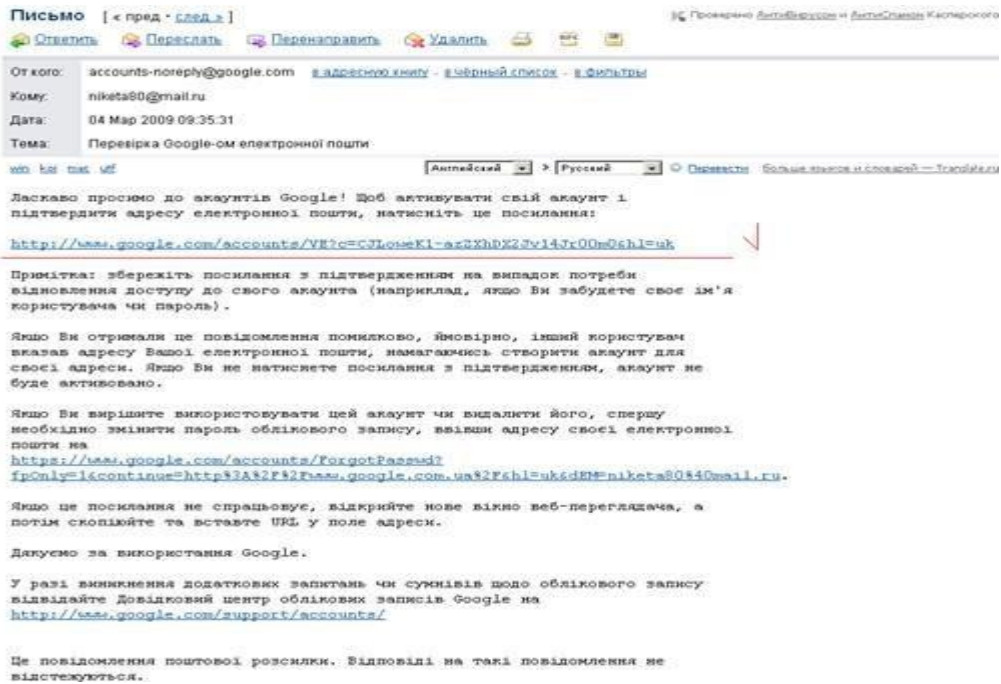 Письмо [ « пред · след » ] Проверено АнтиВирусом и АнтиСпамом Касперского
Ответить Переслать Перенаправить Удалить
От кого: accounts-noreply@google.com в адресную книгу - в чёрный список - в фильтры
Кому: niketa80@mail.ru
Дата: 04 Мар 2009 09:35:31
Тема: Перевірка Google-ом електронної пошти
win koi mac utf Английский > Русский Перевести Больше языков и словарей — Translate.ru
Ласкаво просимо до акаунтів Google! Щоб активувати свій акаунт і
підтвердити адресу електронної пошти, натисніть це посилання:
Примітка: збережіть посилання з підтвердженням на випадок потреби
відновлення доступу до свого акаунта (наприклад, якщо Ви забудете своє ім'я
користувача чи пароль).
Якщо Ви отримали це повідомлення помилково, ймовірно, інший користувач
вказав адресу Вашої електронної пошти, намагаючись створити акаунт для
своєї адреси. Якщо Ви не натиснете посилання з підтвердженням, акаунт не
буде активовано.
Якщо Ви вирішите використовувати цей акаунт чи видалити його, спершу
необхідно змінити пароль облікового запису, ввівши адресу своєї електронної
пошти на
https://www.google.com/accounts/ForgotPasswd?
fpOnly=1&continue=http%3A%2F%2Fwww.google.com.ua%2F&hl=uk&dEM=niketa80%40mail.ru.
Якщо це посилання не спрацьовує, відкрийте нове вікно веб-переглядача, а
потім скопіюйте та вставте URL у поле адреси.
Дякуємо за використання Google.
У разі виникнення додаткових запитань чи сумнівів щодо облікового запису
відвідайте Довідковий центр облікових записів Google на
http://www.google.com/support/accounts/
Це повідомлення поштової розсилки. Відповіді на такі повідомлення не
відстежуються.